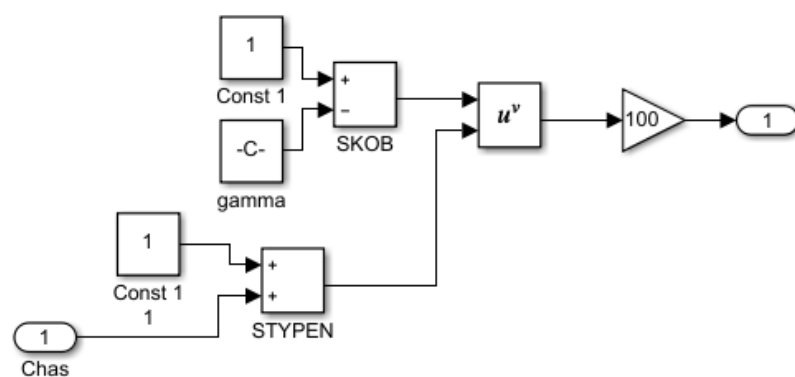 1
Const 1
+
−
SKOB
-C-
gamma
u^v
100
1
1
Const 1
1
+
+
STYPEN
1
Chas